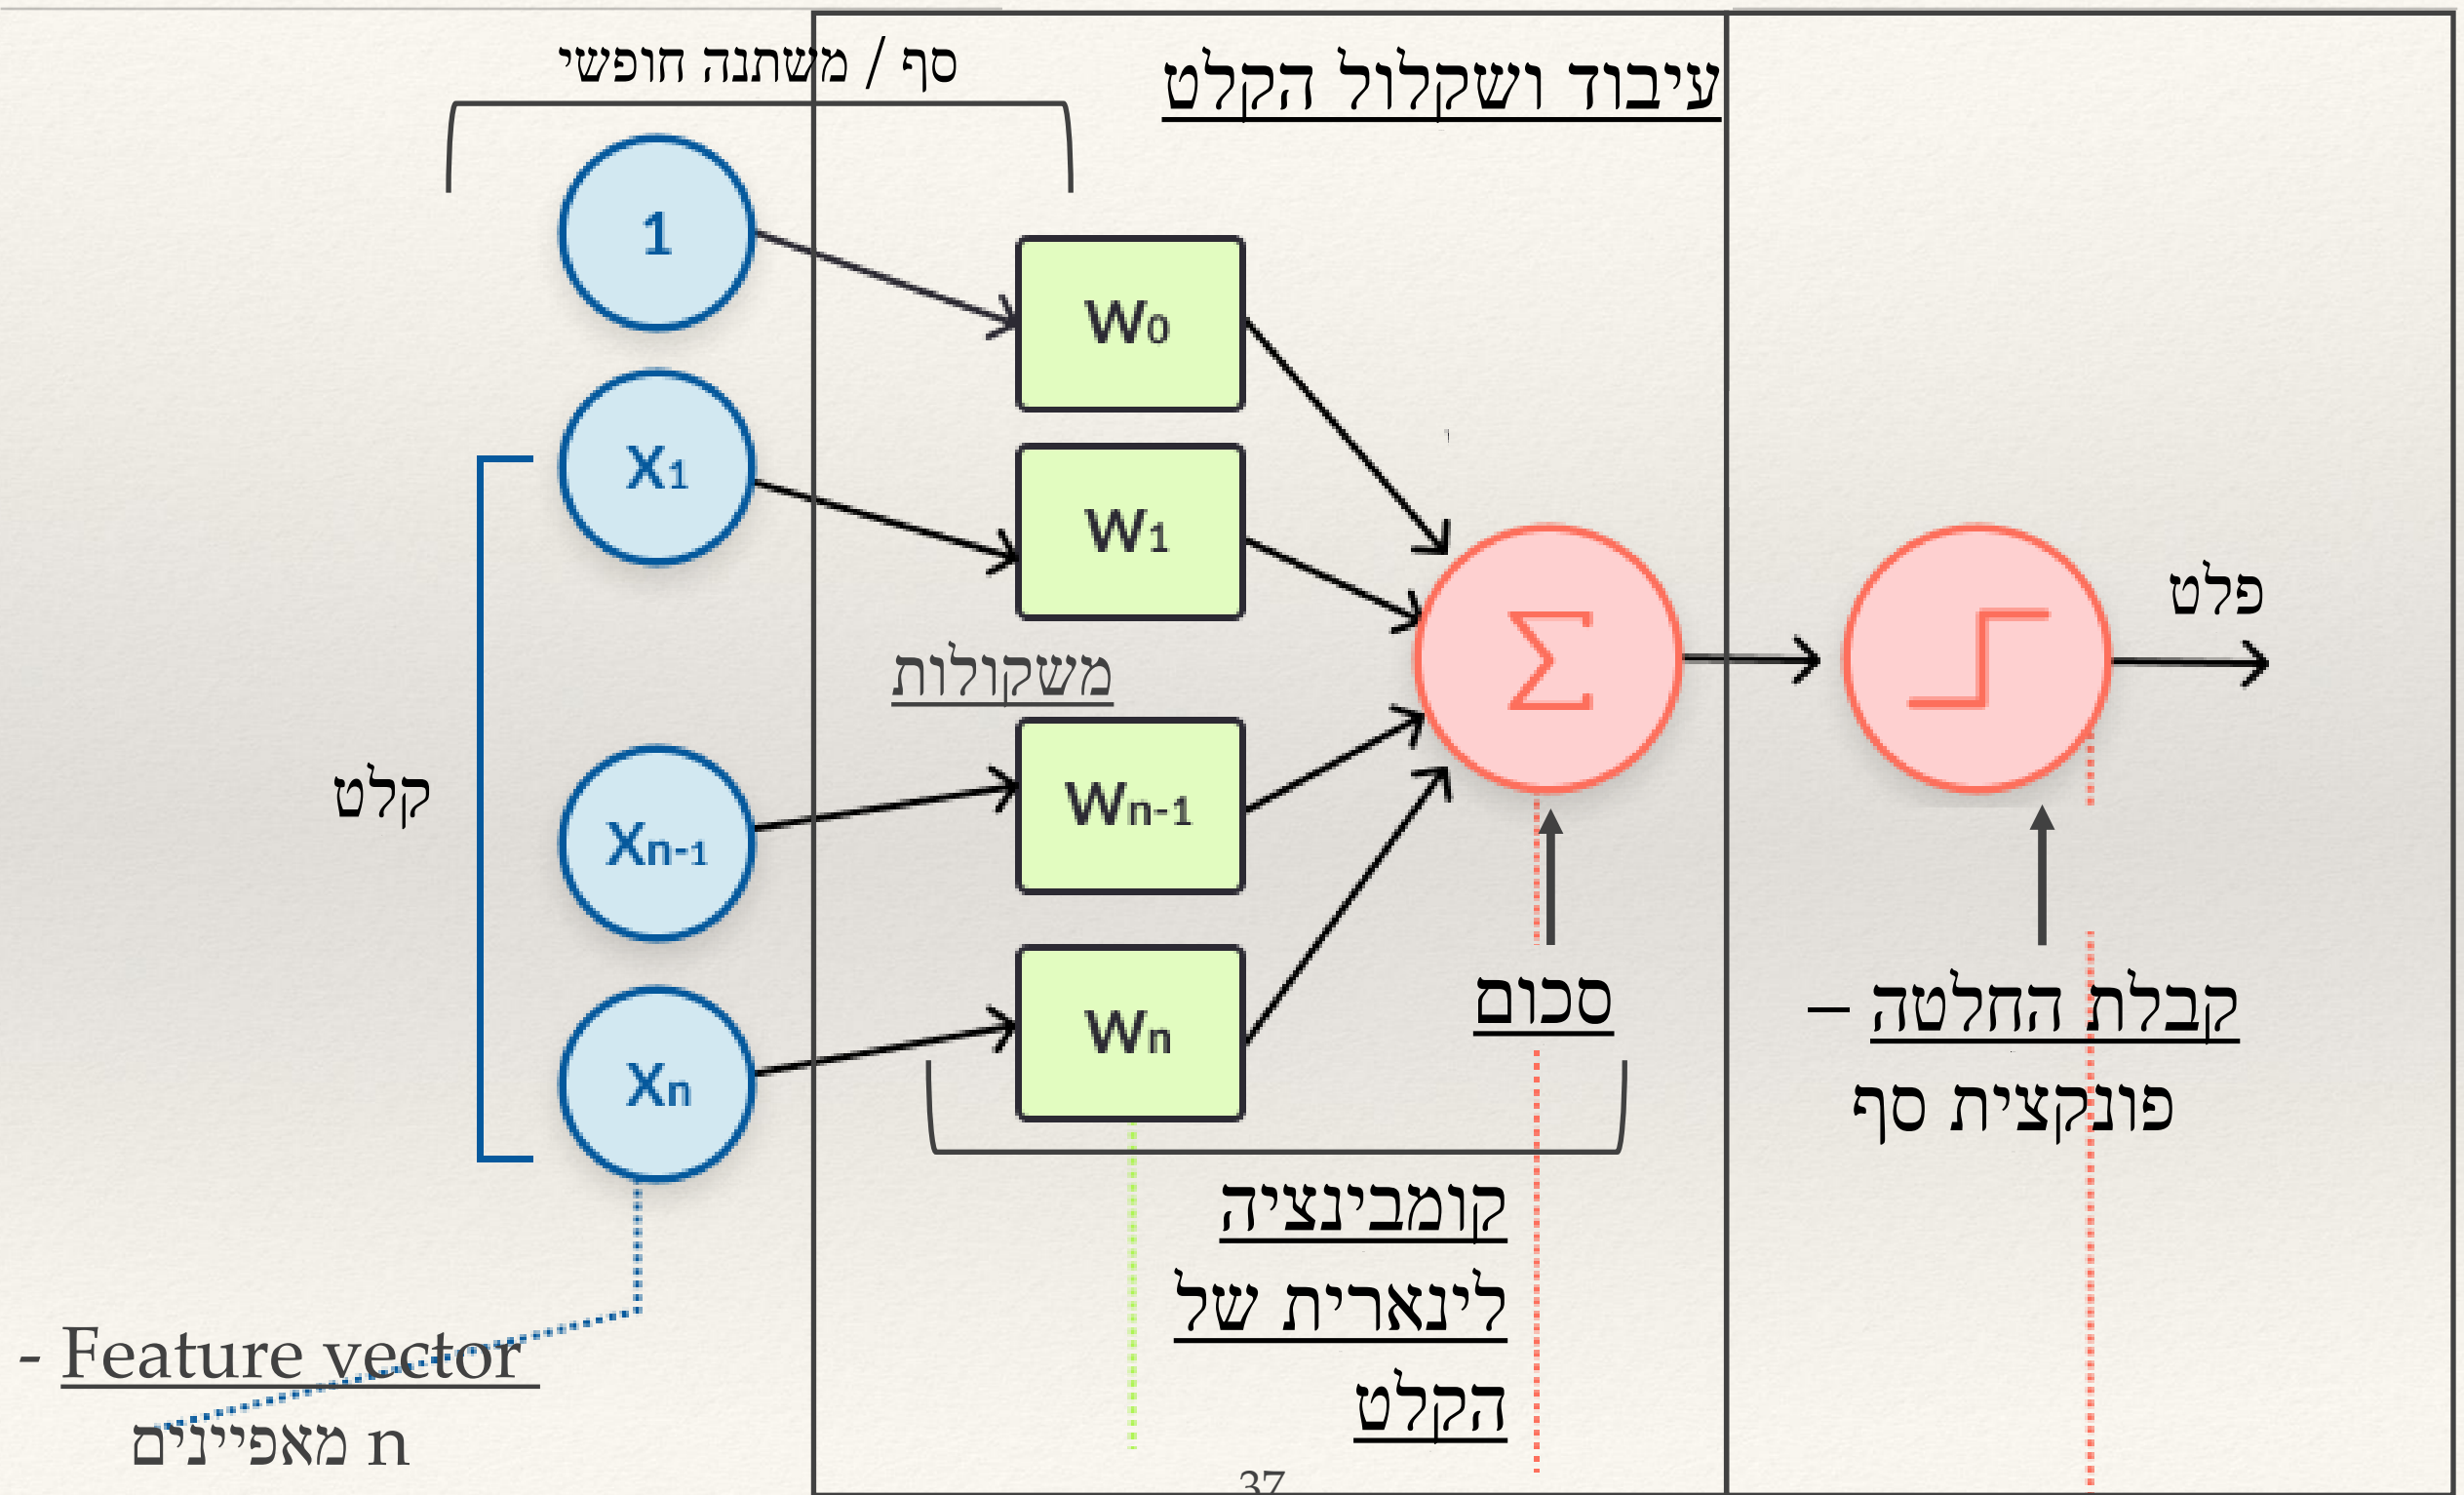 סף / משתנה חופשי
עיבוד ושקלול הקלט
1
W0
X1
W1
משקולות
Σ
פלט
קלט
Xn-1
Wn-1
Xn
Wn
סכום
קבלת החלטה –
פונקצית סף
קומבינציה
לינארית של
הקלט
- Feature vector
n מאפיינים
37